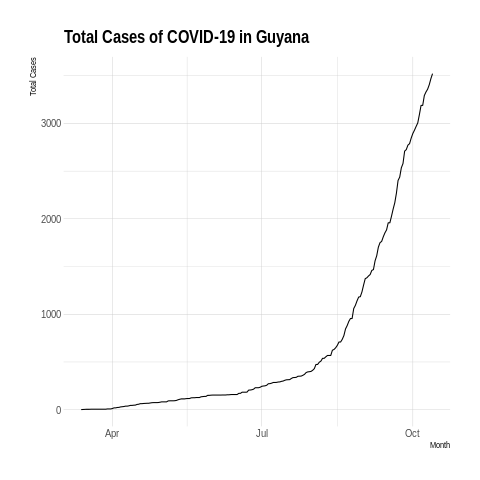 Total Cases of COVID-19 in Guyana
Total Cases
3000
2000
1000
0
Apr
Jul
Oct
Month